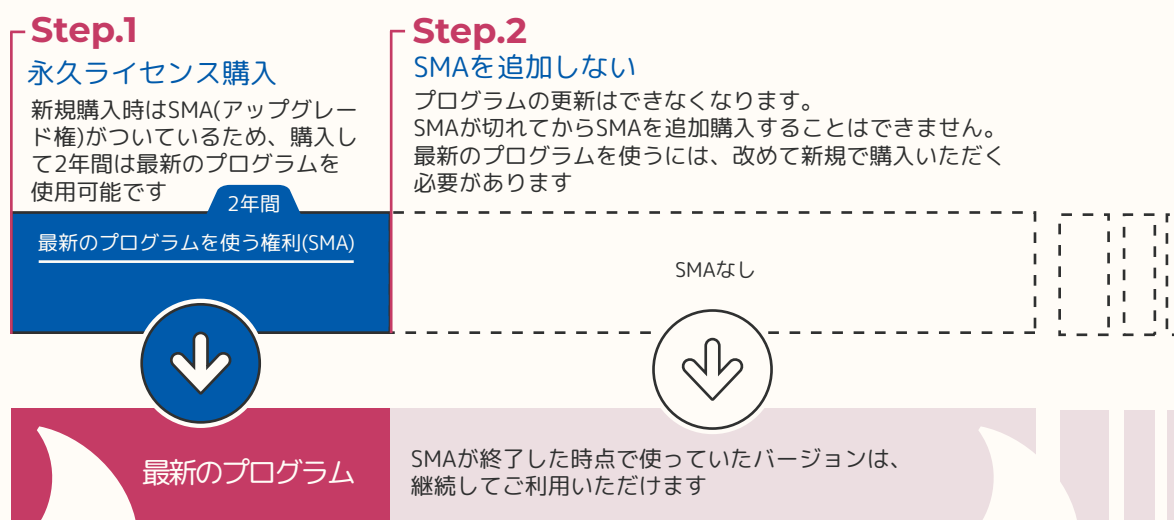 Step.1
永久ライセンス購入
新規購入時はSMA(アップグレー
ド権)がついているため、購入し
て2年間は最新のプログラムを
使用可能です
2年間
最新のプログラムを使う権利(SMA)
最新のプログラム
Step.2
SMAを追加しない
プログラムの更新はできなくなります。
SMAが切れてからSMAを追加購入することはできません。
最新のプログラムを使うには、改めて新規で購入いただく
必要があります
SMAなし
SMAが終了した時点で使っていたバージョンは、
継続してご利用いただけます